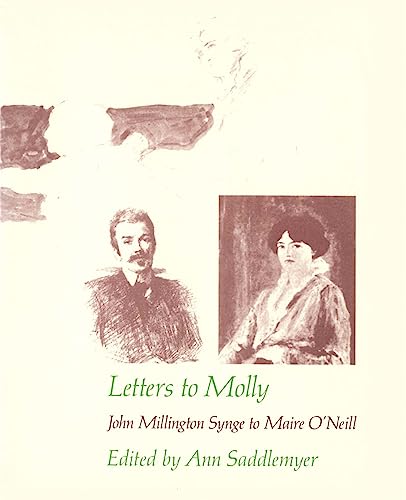 Letters to Molly
John Millington Synge to Maire O'Neill
Edited by Ann Saddlemyer